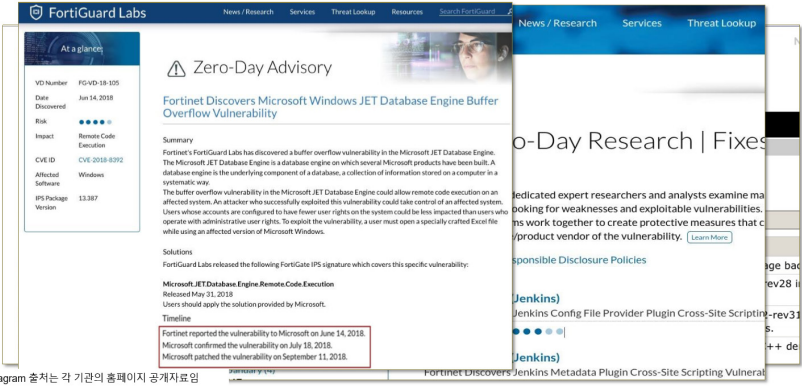 FortiGuard Labs
News / Research Services Threat Lookup Resources Search FortiGuard
At a glance:
VD Number FG-VD-18-105
Date Discovered Jun 14, 2018
Risk
Impact Remote Code Execution
CVE ID CVE-2018-8392
Affected Software Windows
IPS Package Version 13.387
Zero-Day Advisory
Fortinet Discovers Microsoft Windows JET Database Engine Buffer
Overflow Vulnerability
Summary
Fortinet's FortiGuard Labs has discovered a buffer overflow vulnerability in the Microsoft JET Database Engine.
The Microsoft JET Database Engine is a database engine on which several Microsoft products have been built. A
database engine is the underlying component of a database, a collection of information stored on a computer in a
systematic way.
The buffer overflow vulnerability in the Microsoft JET Database Engine could allow remote code execution on an
affected system. An attacker who successfully exploited this vulnerability could take control of an affected system.
Users whose accounts are configured to have fewer user rights on the system could be less impacted than users who
operate with administrative user rights. To exploit the vulnerability, a user must open a specially crafted Excel file
while using an affected version of Microsoft Windows.
Solutions
FortiGuard Labs released the following FortiGate IPS signature which covers this specific vulnerability:
Microsoft.JET.Database.Engine.Remote.Code.Execution
Released May 31, 2018
Users should apply the solution provided by Microsoft.
Timeline
Fortinet reported the vulnerability to Microsoft on June 14, 2018.
Microsoft confirmed the vulnerability on July 18, 2018.
Microsoft patched the vulnerability on September 11, 2018.
News / Research Services Threat Lookup
o-Day Research | Fixes
dedicated expert researchers and analysts examine ma
ooking for weaknesses and exploitable vulnerabilities.
ms work together to create protective measures that c
/product vendor of the vulnerability. Learn More
sponsible Disclosure Policies
(Jenkins)
Jenkins Config File Provider Plugin Cross-Site Scripting
(Jenkins)
Fortinet Discovers Jenkins Metadata Plugin Cross-Site Scripting Vulnerab
age bac
ev28 i
-rev31
s.
++ de
agram 출처는 각 기관의 홈페이지 공개자료임